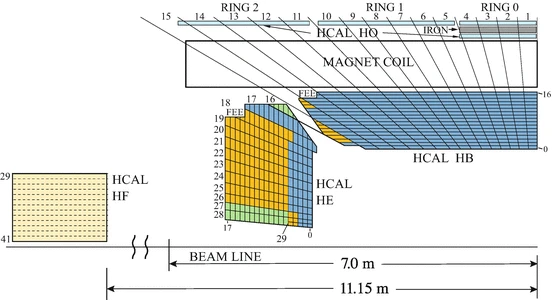 RING 2 RING 1 RING 0
15 14 13 12 11 10 9 8 7 6 5 4 3 2 1
HCAL HO IRON
MAGNET COIL
FEE 16
18 17 16
FEE
19
20
21
22
23
24
25
26
27
28
17 29 0
HCAL HB 0
HCAL
HE
29 HCAL
HF
41
BEAM LINE
7.0 m
11.15 m